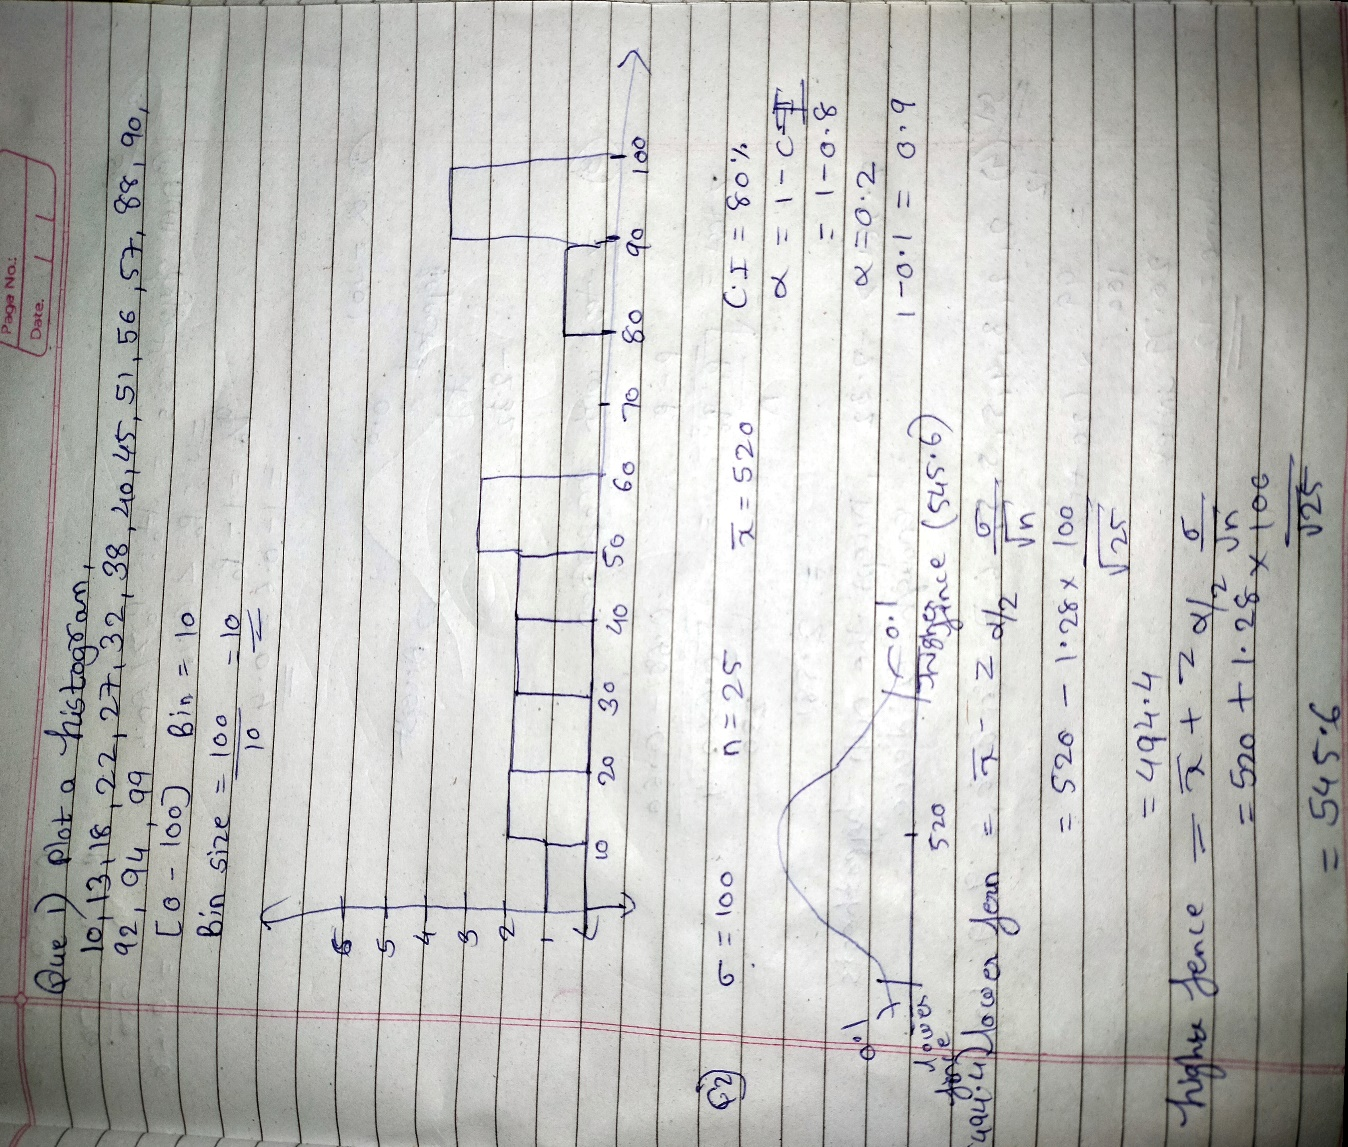 Page No.:
Date. / /
Que 1) Plot a histogram,
10,13,18,22,27,32,38,40,45,51,56,57,88,90,
92,94,99
[0 - 100] Bin = 10
Bin size = 100/10 = 10
6
5
4
3
2
1
10 20 30 40 50 60 70 80 90 100
Q2) σ = 100 n = 25 x̄ = 520 C.I = 80%
α = 1 - C.I
= 1 - 0.8
α = 0.2
1 - 0.1 = 0.9
0.1 0.1
lower fence (494.4) 520 higher fence (545.6)
lower fean = x̄ - z α/2 σ/√n
= 520 - 1.28 × 100/√25
= 494.4
higher fence = x̄ + z α/2 σ/√n
= 520 + 1.28 × 100/√25
= 545.6